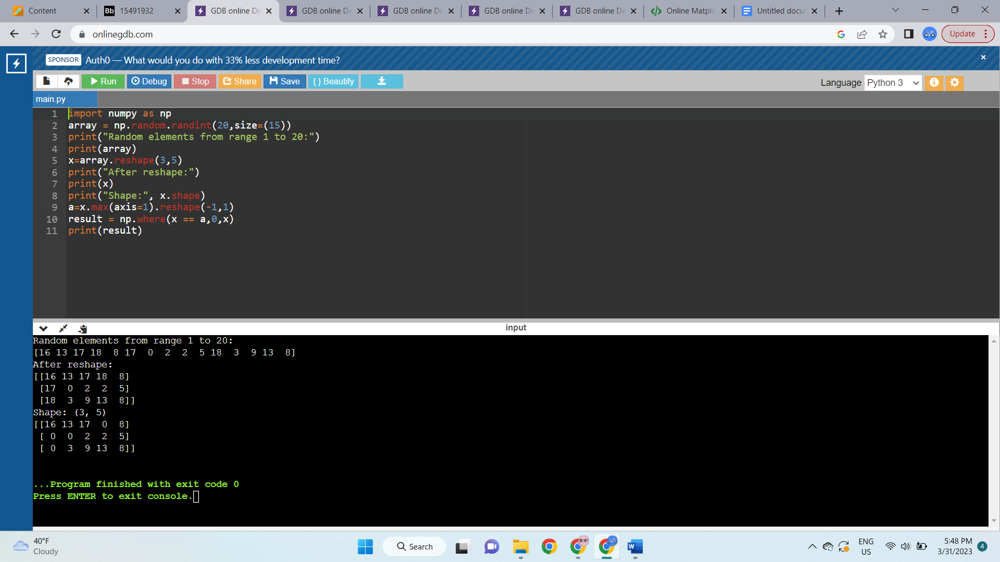 Content
Bb 15491932
GDB online De
GDB online De
GDB online De
GDB online De
GDB online De
Online Matplo
Untitled docu
onlinegdb.com
Update
SPONSOR Auth0 — What would you do with 33% less development time?
Run Debug Stop Share Save { } Beautify
Language Python 3
main.py
1 import numpy as np
2 array = np.random.randint(20,size=(15))
3 print("Random elements from range 1 to 20:")
4 print(array)
5 x=array.reshape(3,5)
6 print("After reshape:")
7 print(x)
8 print("Shape:", x.shape)
9 a=x.max(axis=1).reshape(-1,1)
10 result = np.where(x == a,0,x)
11 print(result)
input
Random elements from range 1 to 20:
[16 13 17 18  8 17  0  2  2  5 18  3  9 13  8]
After reshape:
[[16 13 17 18  8]
 [17  0  2  2  5]
 [18  3  9 13  8]]
Shape: (3, 5)
[[16 13 17  0  8]
 [ 0  0  2  2  5]
 [ 0  3  9 13  8]]
...Program finished with exit code 0
Press ENTER to exit console.
40°F
Cloudy
Search
W
ENG
US
5:48 PM
3/31/2023
4